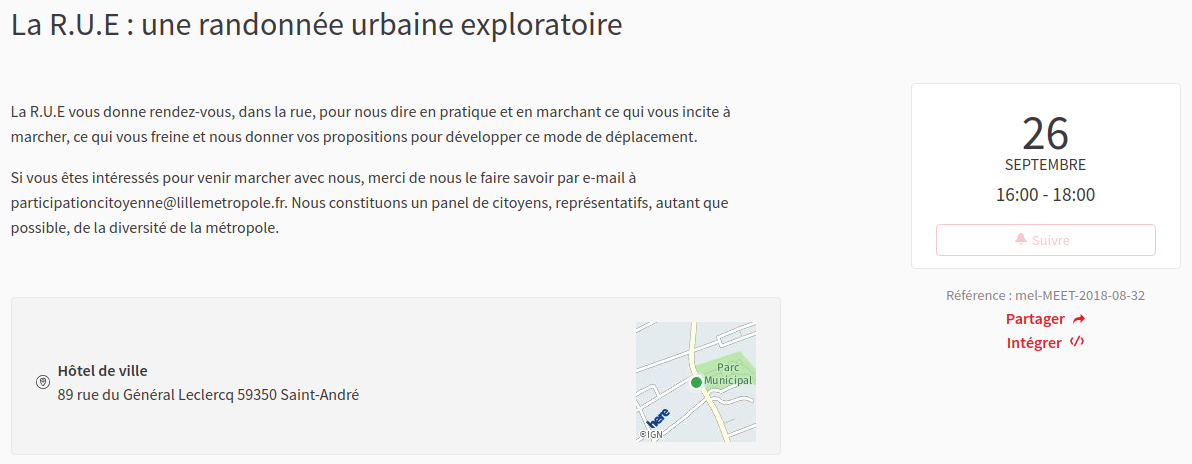 La R.U.E : une randonnée urbaine exploratoire
La R.U.E vous donne rendez-vous, dans la rue, pour nous dire en pratique et en marchant ce qui vous incite à
marcher, ce qui vous freine et nous donner vos propositions pour développer ce mode de déplacement.
Si vous êtes intéressés pour venir marcher avec nous, merci de nous le faire savoir par e-mail à
participationcitoyenne@lillemetropole.fr. Nous constituons un panel de citoyens, représentatifs, autant que
possible, de la diversité de la métropole.
26
SEPTEMBRE
16:00 - 18:00
Suivre
Référence : mel-MEET-2018-08-32
Partager
Intégrer
Hôtel de ville
89 rue du Général Leclercq 59350 Saint-André
Parc
Municipal
here
©IGN